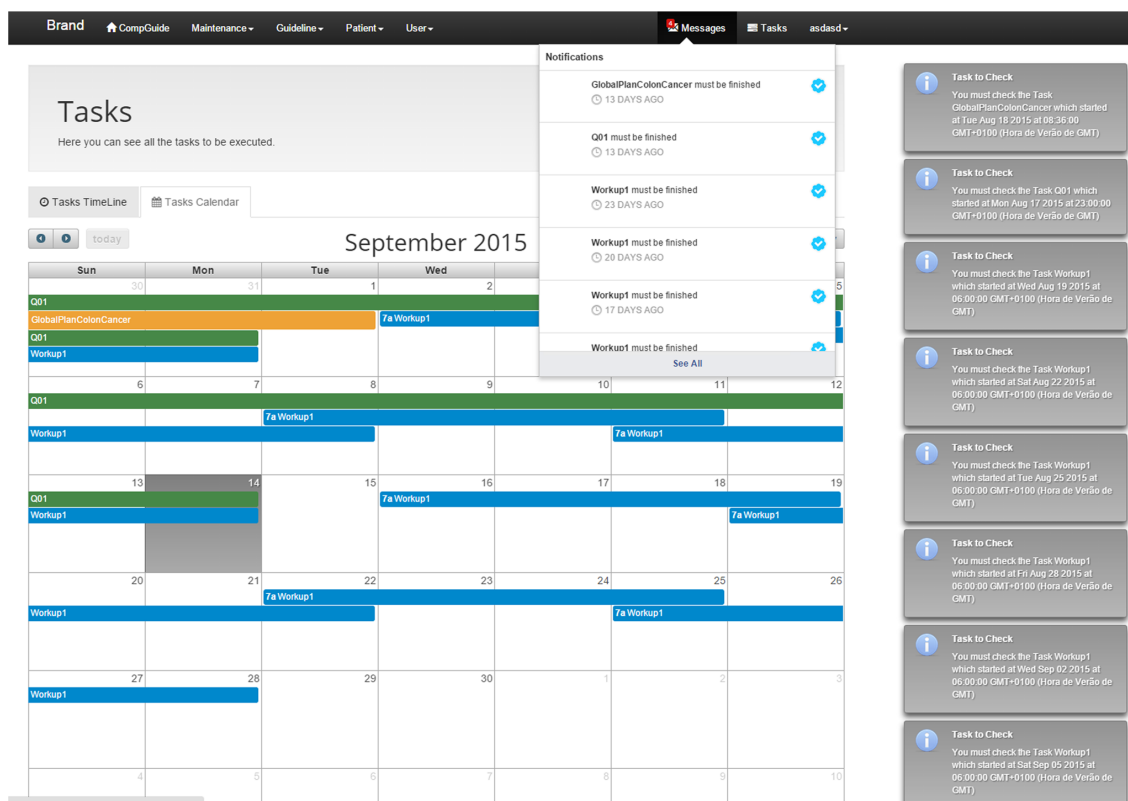 Brand CompGuide Maintenance Guideline Patient User Messages Tasks asdasd
Notifications
GlobalPlanColonCancer must be finished
13 DAYS AGO
Q01 must be finished
13 DAYS AGO
Workup1 must be finished
23 DAYS AGO
Workup1 must be finished
20 DAYS AGO
Workup1 must be finished
17 DAYS AGO
Workup1 must be finished
See All
Tasks
Here you can see all the tasks to be executed.
Tasks TimeLine Tasks Calendar
today
September 2015
Sun Mon Tue Wed
30 31 1 2 5
Q01
GlobalPlanColonCancer 7a Workup1
Q01
Workup1
6 7 8 9 10 11 12
Q01
7a Workup1
Workup1 7a Workup1
13 14 15 16 17 18 19
Q01 7a Workup1
Workup1 7a Workup1
20 21 22 23 24 25 26
7a Workup1
Workup1 7a Workup1
27 28 29 30 1 2 3
Workup1
4 5 6 7 8 9 10
Task to Check
You must check the Task
GlobalPlanColonCancer which started
at Tue Aug 18 2015 at 08:36:00
GMT+0100 (Hora de Verão de GMT)
Task to Check
You must check the Task Q01 which
started at Mon Aug 17 2015 at 23:00:00
GMT+0100 (Hora de Verão de GMT)
Task to Check
You must check the Task Workup1
which started at Wed Aug 19 2015 at
06:00:00 GMT+0100 (Hora de Verão de
GMT)
Task to Check
You must check the Task Workup1
which started at Sat Aug 22 2015 at
06:00:00 GMT+0100 (Hora de Verão de
GMT)
Task to Check
You must check the Task Workup1
which started at Tue Aug 25 2015 at
06:00:00 GMT+0100 (Hora de Verão de
GMT)
Task to Check
You must check the Task Workup1
which started at Fri Aug 28 2015 at
06:00:00 GMT+0100 (Hora de Verão de
GMT)
Task to Check
You must check the Task Workup1
which started at Wed Sep 02 2015 at
06:00:00 GMT+0100 (Hora de Verão de
GMT)
Task to Check
You must check the Task Workup1
which started at Sat Sep 05 2015 at
06:00:00 GMT+0100 (Hora de Verão de
GMT)